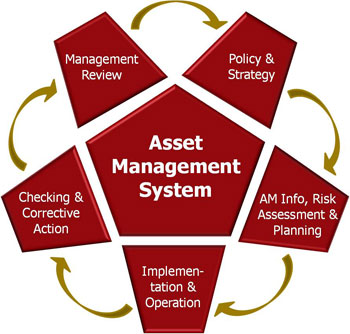 Management
Review
Policy &
Strategy
Asset
Management
System
Checking &
Corrective
Action
AM Info, Risk
Assessment &
Planning
Implemen-
tation &
Operation